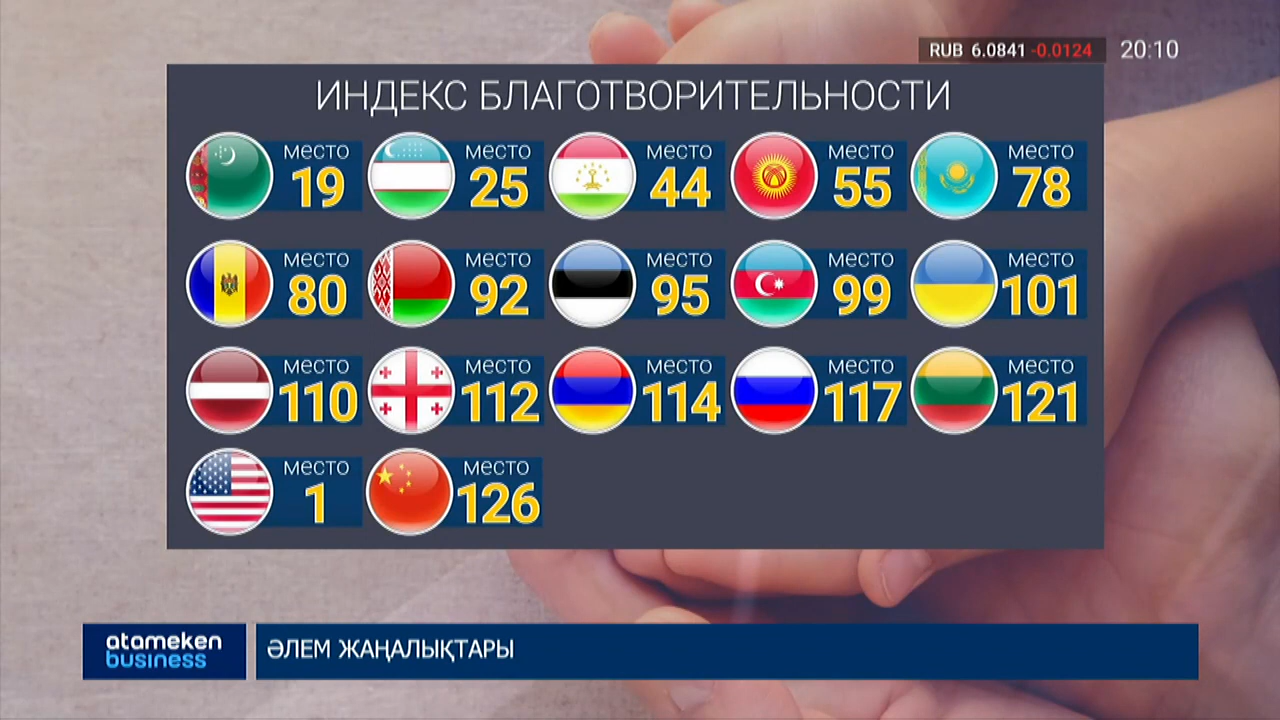 RUB 6.0841 -0.0124 20:10
ИНДЕКС БЛАГОТВОРИТЕЛЬНОСТИ
место место место место место
19 25 44 55 78
место место место место место
80 92 95 99 101
место место место место место
110 112 114 117 121
место место
1 126
atameken
business
ӘЛЕМ ЖАҢАЛЫҚТАРЫ